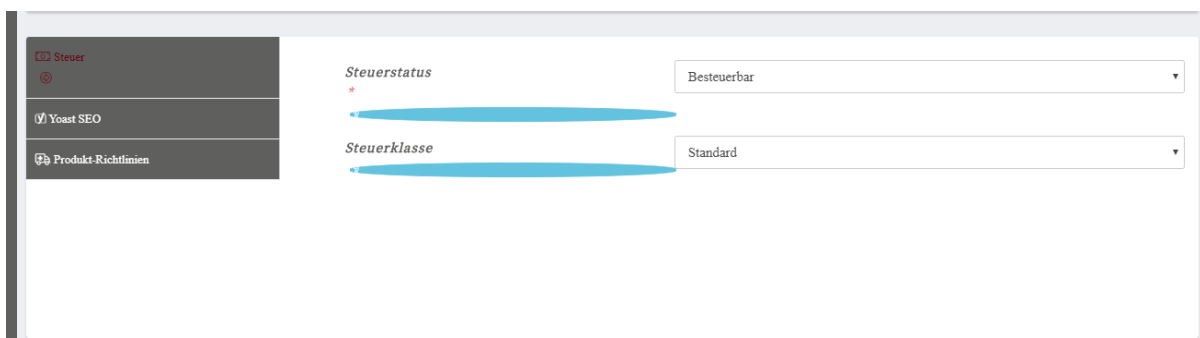 Steuer
Yoast SEO
Produkt-Richtlinien
Steuerstatus
*
Besteuerbar
Steuerklasse
Standard